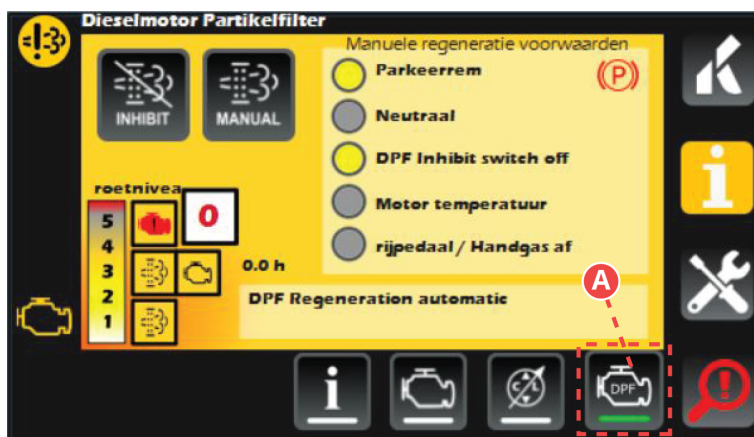 Dieselmotor Partikelfilter
INHIBIT
MANUAL
Manuele regeneratie voorwaarden
Parkeerrem
(P)
Neutraal
DPF Inhibit switch off
Motor temperatuur
rijpedaal / Handgas af
roetnivea
5
4
3
2
1
0
0.0 h
DPF Regeneration automatic
A
i
i
C L
DPF